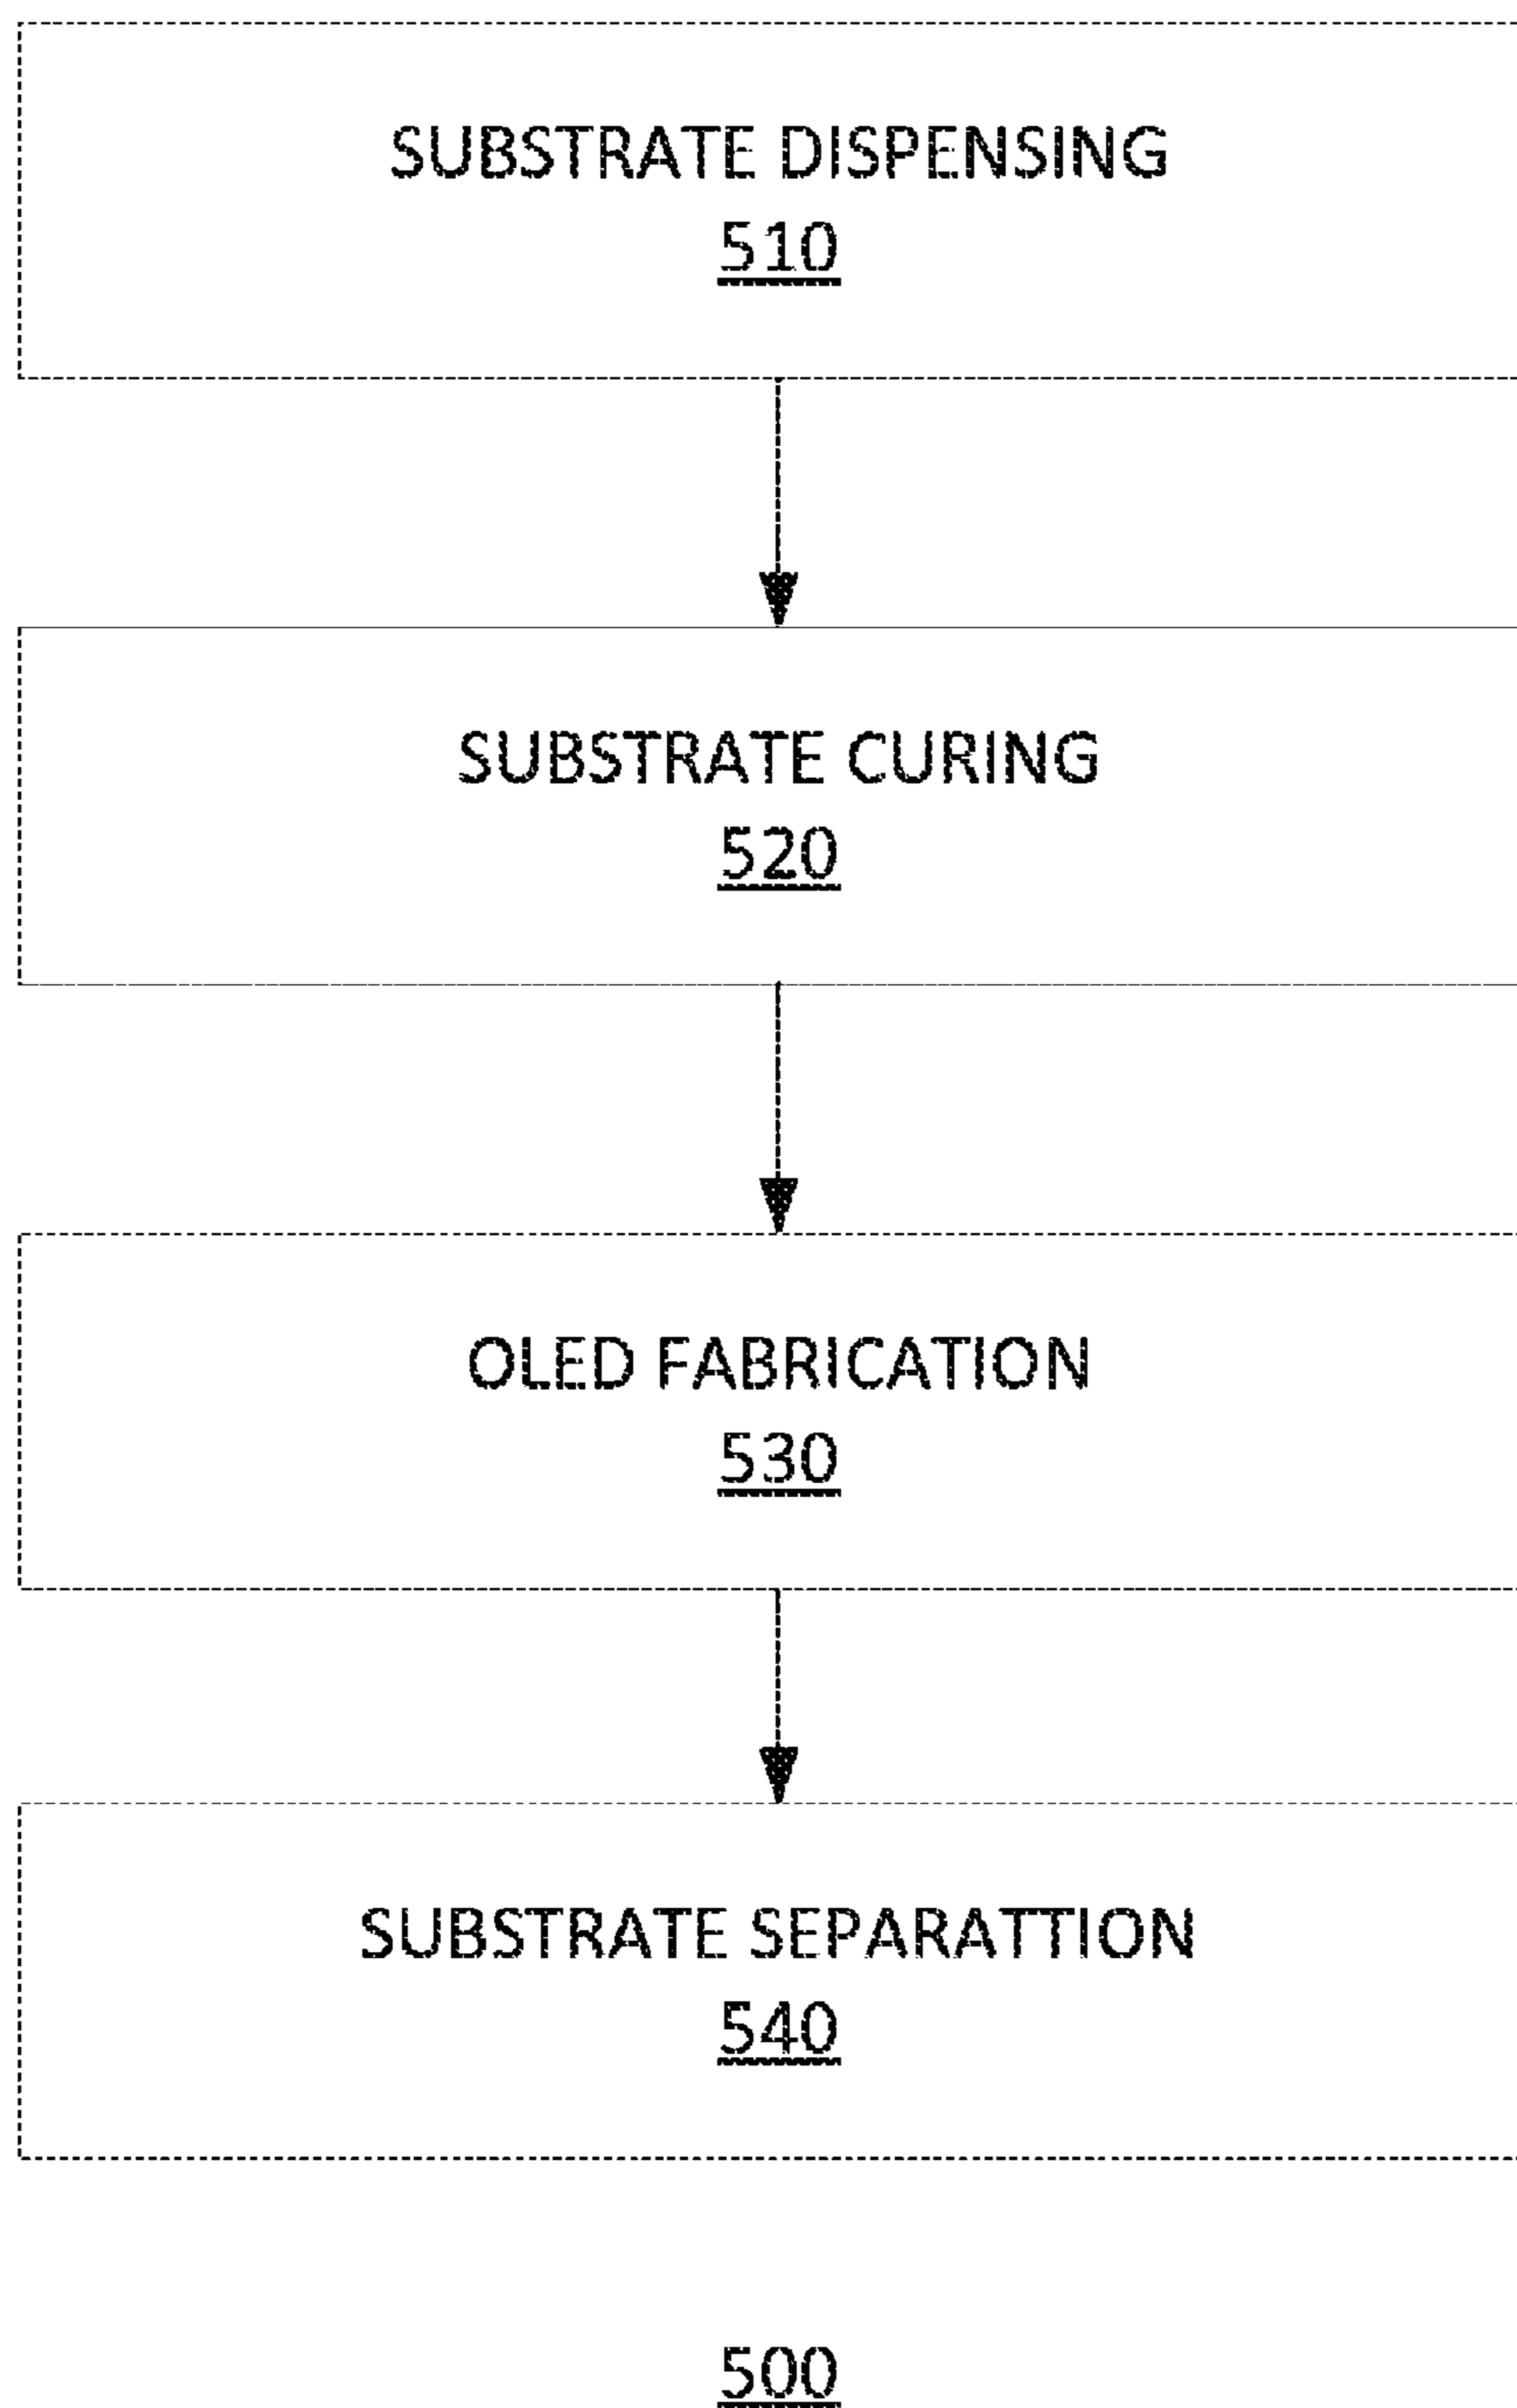 SUBSTRATE DISPENSING
510
SUBSTRATE CURING
520
OLED FABRICATION
530
SUBSTRATE SEPARATTION
540
500